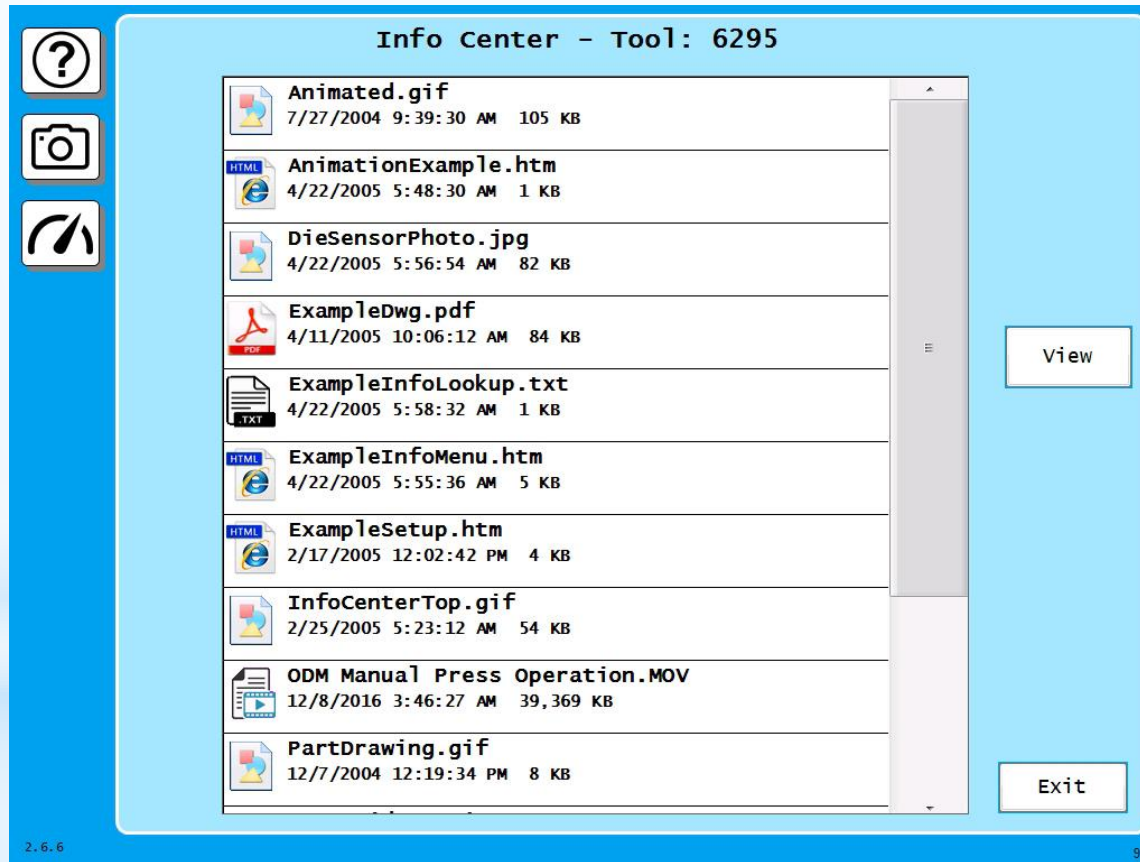 Info Center - Tool: 6295
Animated.gif
7/27/2004 9:39:30 AM 105 KB
HTML
AnimationExample.htm
4/22/2005 5:48:30 AM 1 KB
DieSensorPhoto.jpg
4/22/2005 5:56:54 AM 82 KB
ExampleDwg.pdf
4/11/2005 10:06:12 AM 84 KB
PDF
View
ExampleInfoLookup.txt
4/22/2005 5:58:32 AM 1 KB
.TXT
HTML
ExampleInfoMenu.htm
4/22/2005 5:55:36 AM 5 KB
HTML
ExampleSetup.htm
2/17/2005 12:02:42 PM 4 KB
InfoCenterTop.gif
2/25/2005 5:23:12 AM 54 KB
ODM Manual Press Operation.MOV
12/8/2016 3:46:27 AM 39,369 KB
PartDrawing.gif
12/7/2004 12:19:34 PM 8 KB
Exit
2.6.6